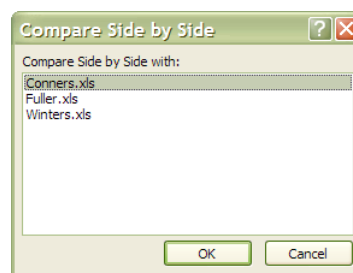 Compare Side by Side
Compare Side by Side with:
Conners.xls
Fuller.xls
Winters.xls
OK Cancel